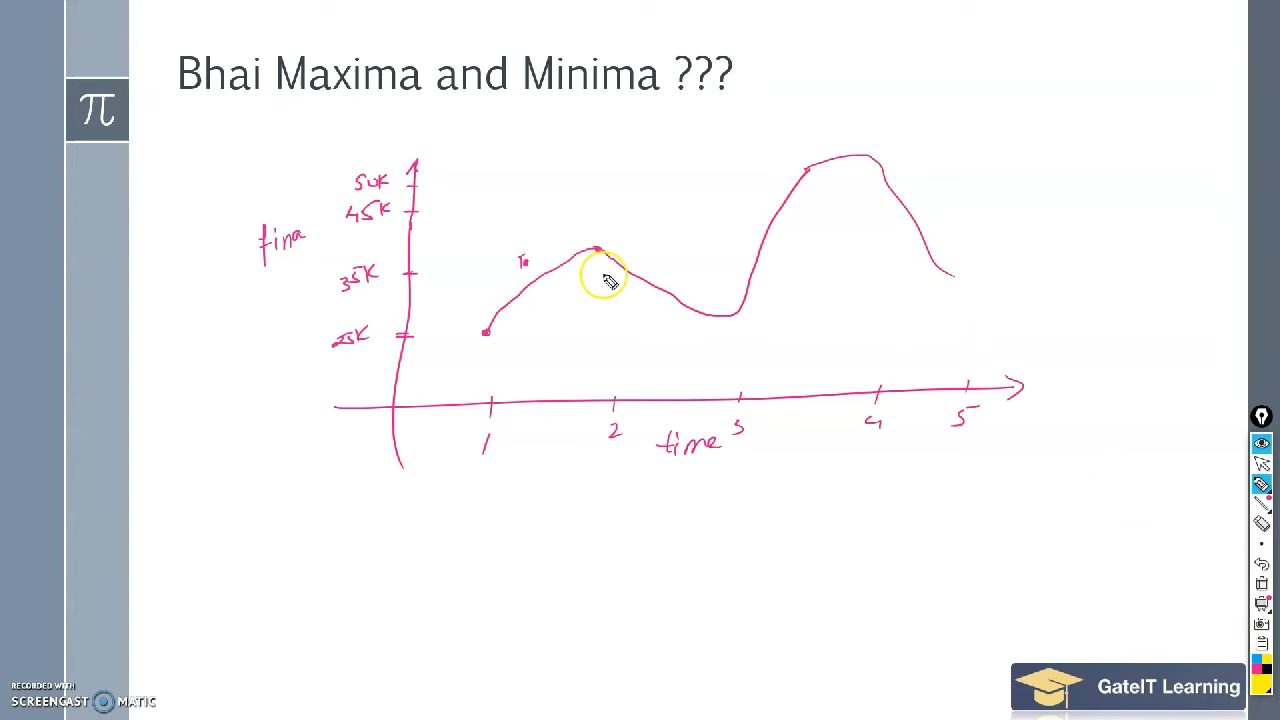 Bhai Maxima and Minima ???
π
50K
45K
fina
35K
25K
1
2
time
3
4
5
RECORDED WITH
SCREENCAST MATIC
GateIT Learning